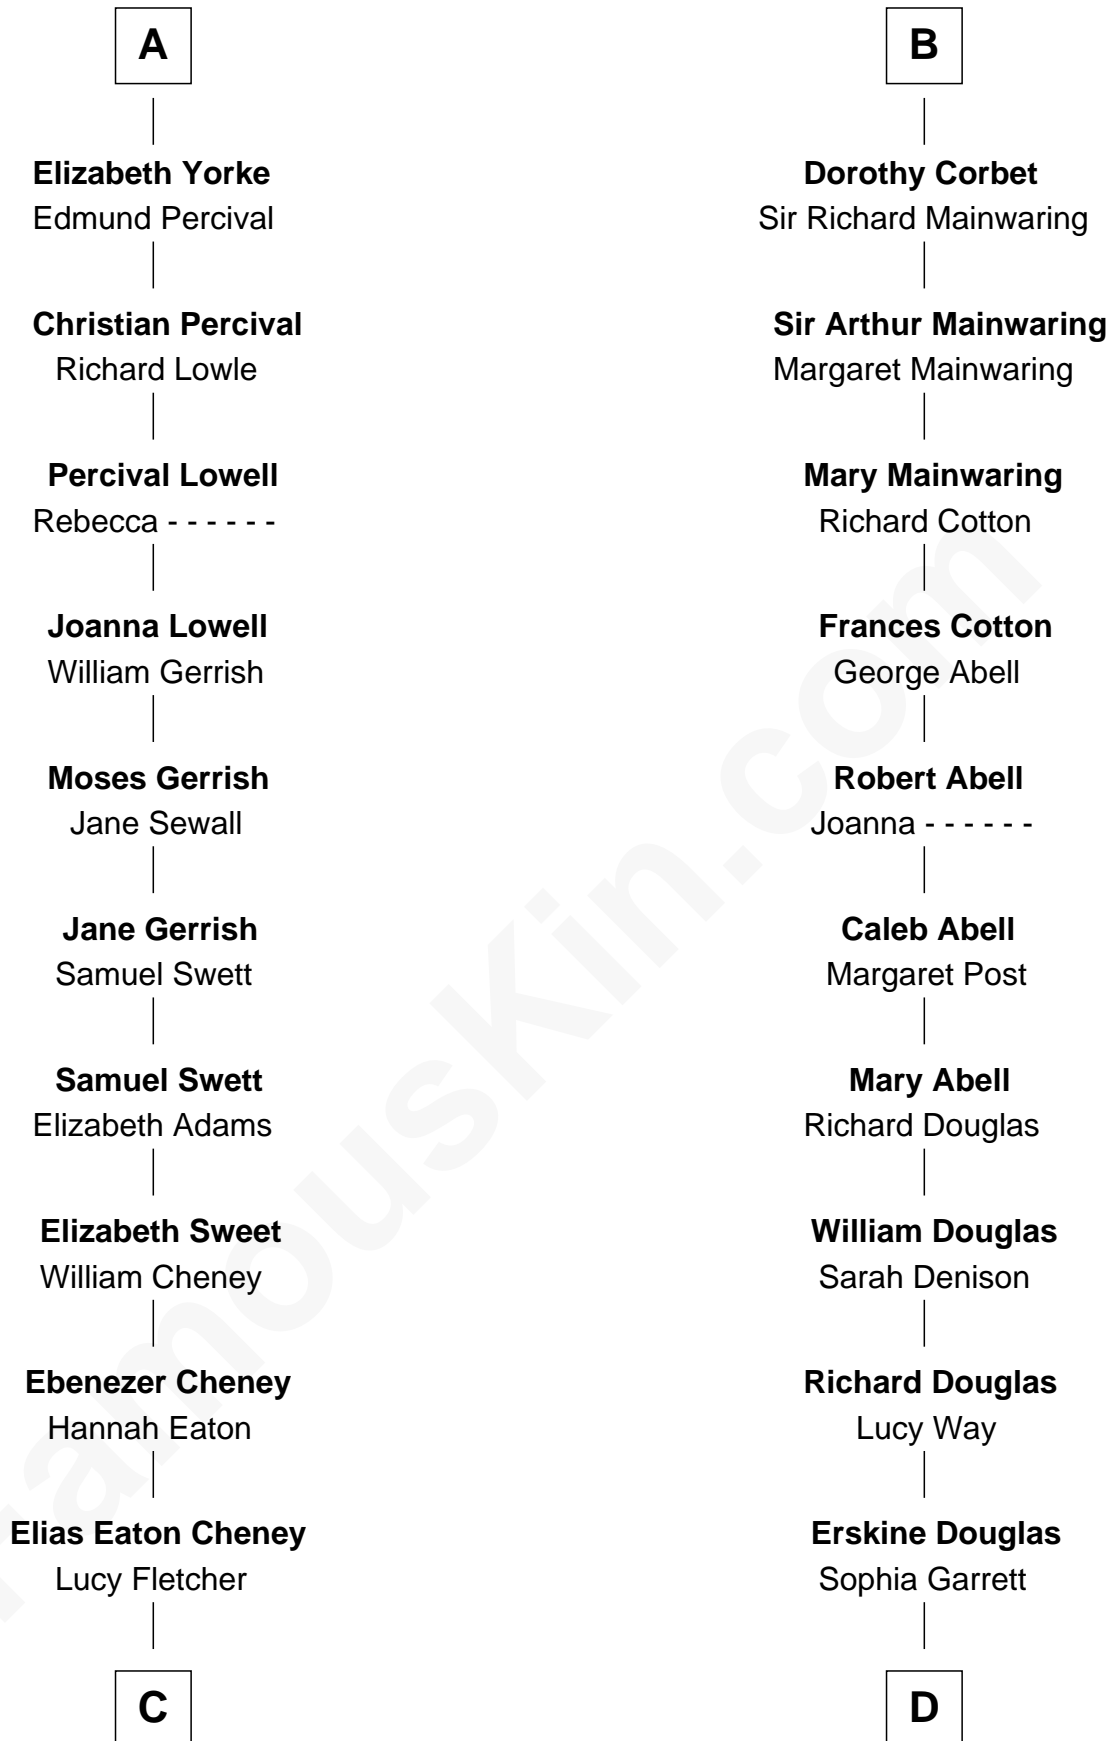 A
Elizabeth Yorke
Edmund Percival
Christian Percival
Richard Lowle
Percival Lowell
Rebecca - - - - - -
Joanna Lowell
William Gerrish
Moses Gerrish
Jane Sewall
Jane Gerrish
Samuel Swett
Samuel Swett
Elizabeth Adams
Elizabeth Sweet
William Cheney
Ebenezer Cheney
Hannah Eaton
Elias Eaton Cheney
Lucy Fletcher
C
B
Dorothy Corbet
Sir Richard Mainwaring
Sir Arthur Mainwaring
Margaret Mainwaring
Mary Mainwaring
Richard Cotton
Frances Cotton
George Abell
Robert Abell
Joanna - - - - - -
Caleb Abell
Margaret Post
Mary Abell
Richard Douglas
William Douglas
Sarah Denison
Richard Douglas
Lucy Way
Erskine Douglas
Sophia Garrett
D
FamousKin.com